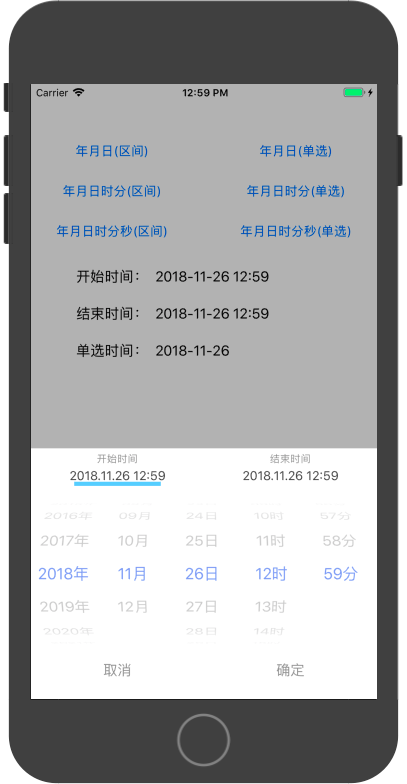 Carrier 12:59 PM
年月日(区间) 年月日(单选)
年月日时分(区间) 年月日时分(单选)
年月日时分秒(区间) 年月日时分秒(单选)
开始时间： 2018-11-26 12:59
结束时间： 2018-11-26 12:59
单选时间： 2018-11-26
开始时间 结束时间
2018.11.26 12:59 2018.11.26 12:59
2016年 09月 24日 10时 57分
2017年 10月 25日 11时 58分
2018年 11月 26日 12时 59分
2019年 12月 27日 13时
2020年 28日 14时
取消 确定